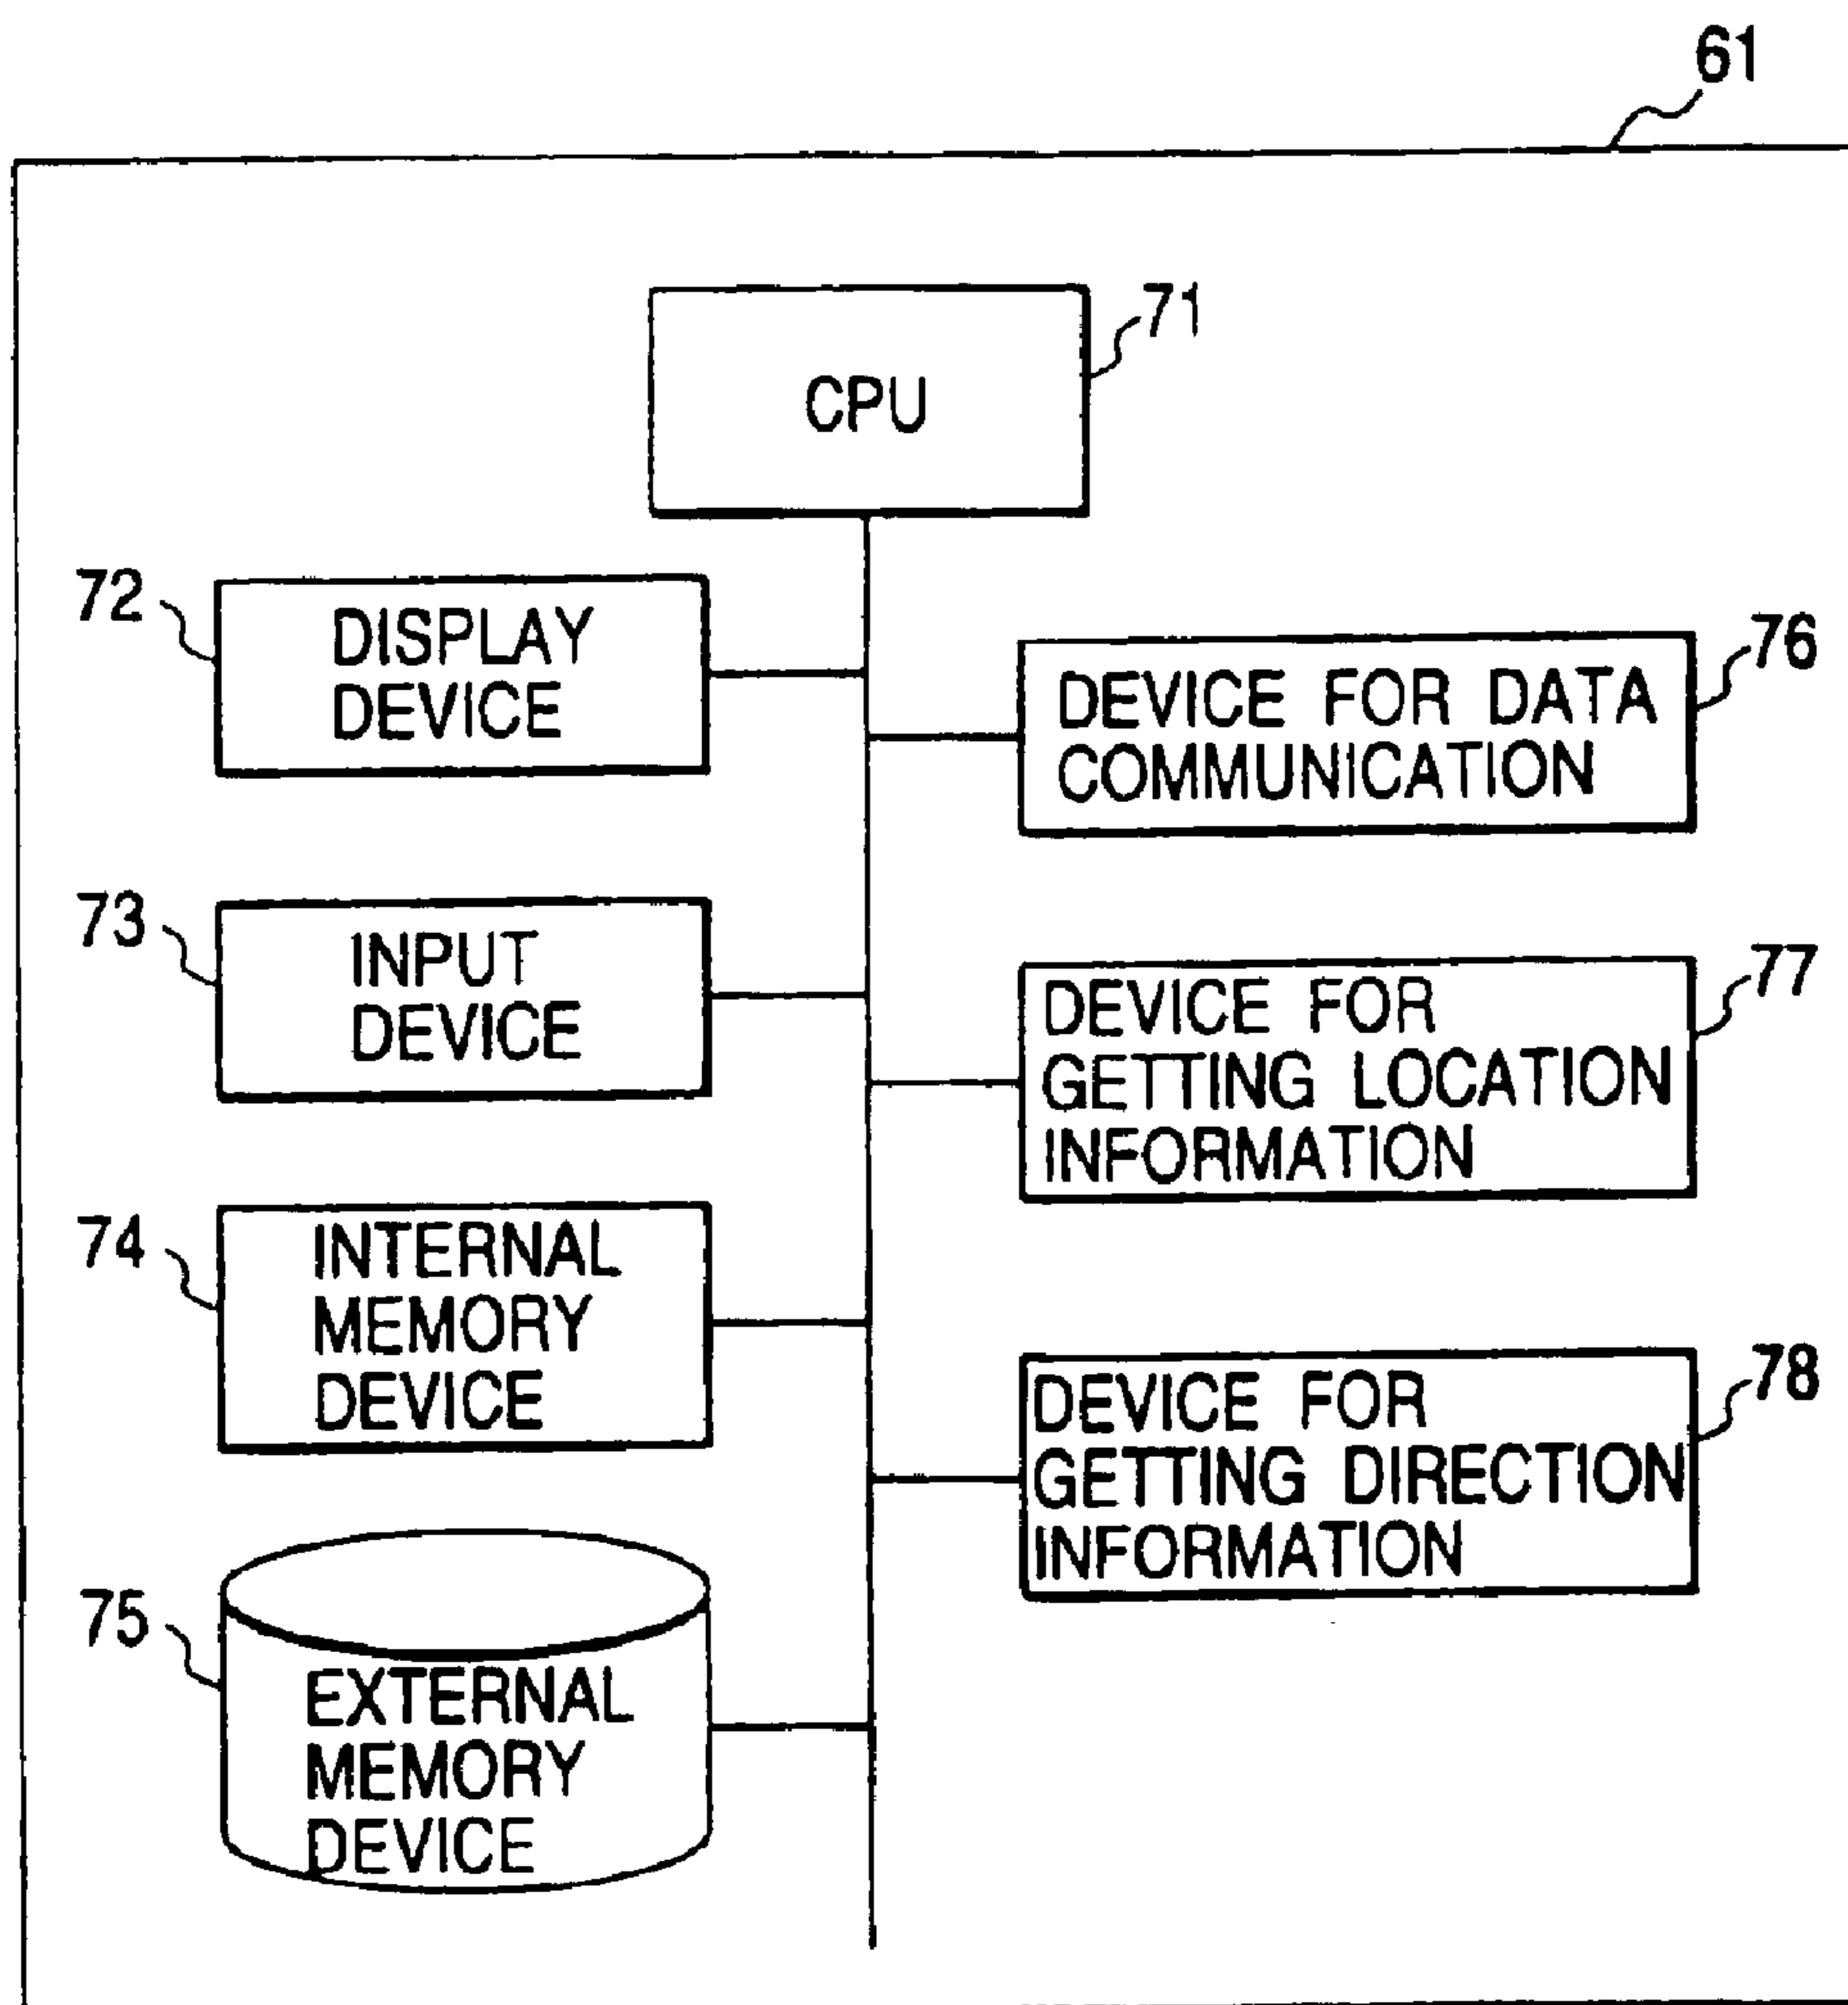 61
CPU
71
72
DISPLAY
DEVICE
76
DEVICE FOR DATA
COMMUNICATION
73
INPUT
DEVICE
77
DEVICE FOR
GETTING LOCATION
INFORMATION
74
INTERNAL
MEMORY
DEVICE
78
DEVICE FOR
GETTING DIRECTION
INFORMATION
75
EXTERNAL
MEMORY
DEVICE